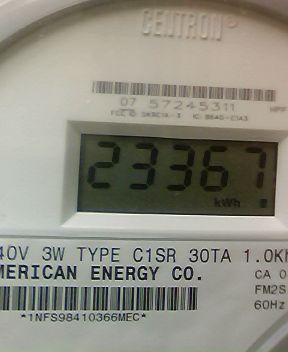 CENTRON®
07 57245311
23367
kWh
40V 3W TYPE C1SR 30TA 1.0Kh
MERICAN ENERGY CO.
CA 0
FM2S
60Hz
*1NFS98410366MEC*